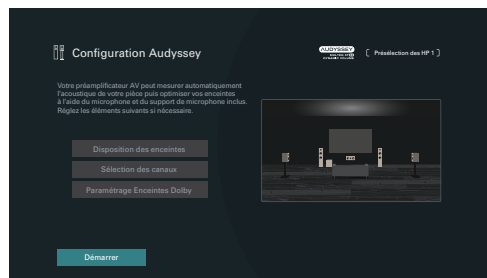 Configuration Audyssey
AUDYSSEY
[ Présélection des HP 1 ]
Votre préamplificateur AV peut mesurer automatiquement
l'acoustique de votre pièce puis optimiser vos enceintes
à l'aide du microphone et du support de microphone inclus.
Réglez les éléments suivants si nécessaire.
Disposition des enceintes
Sélection des canaux
Paramétrage Enceintes Dolby
Démarrer